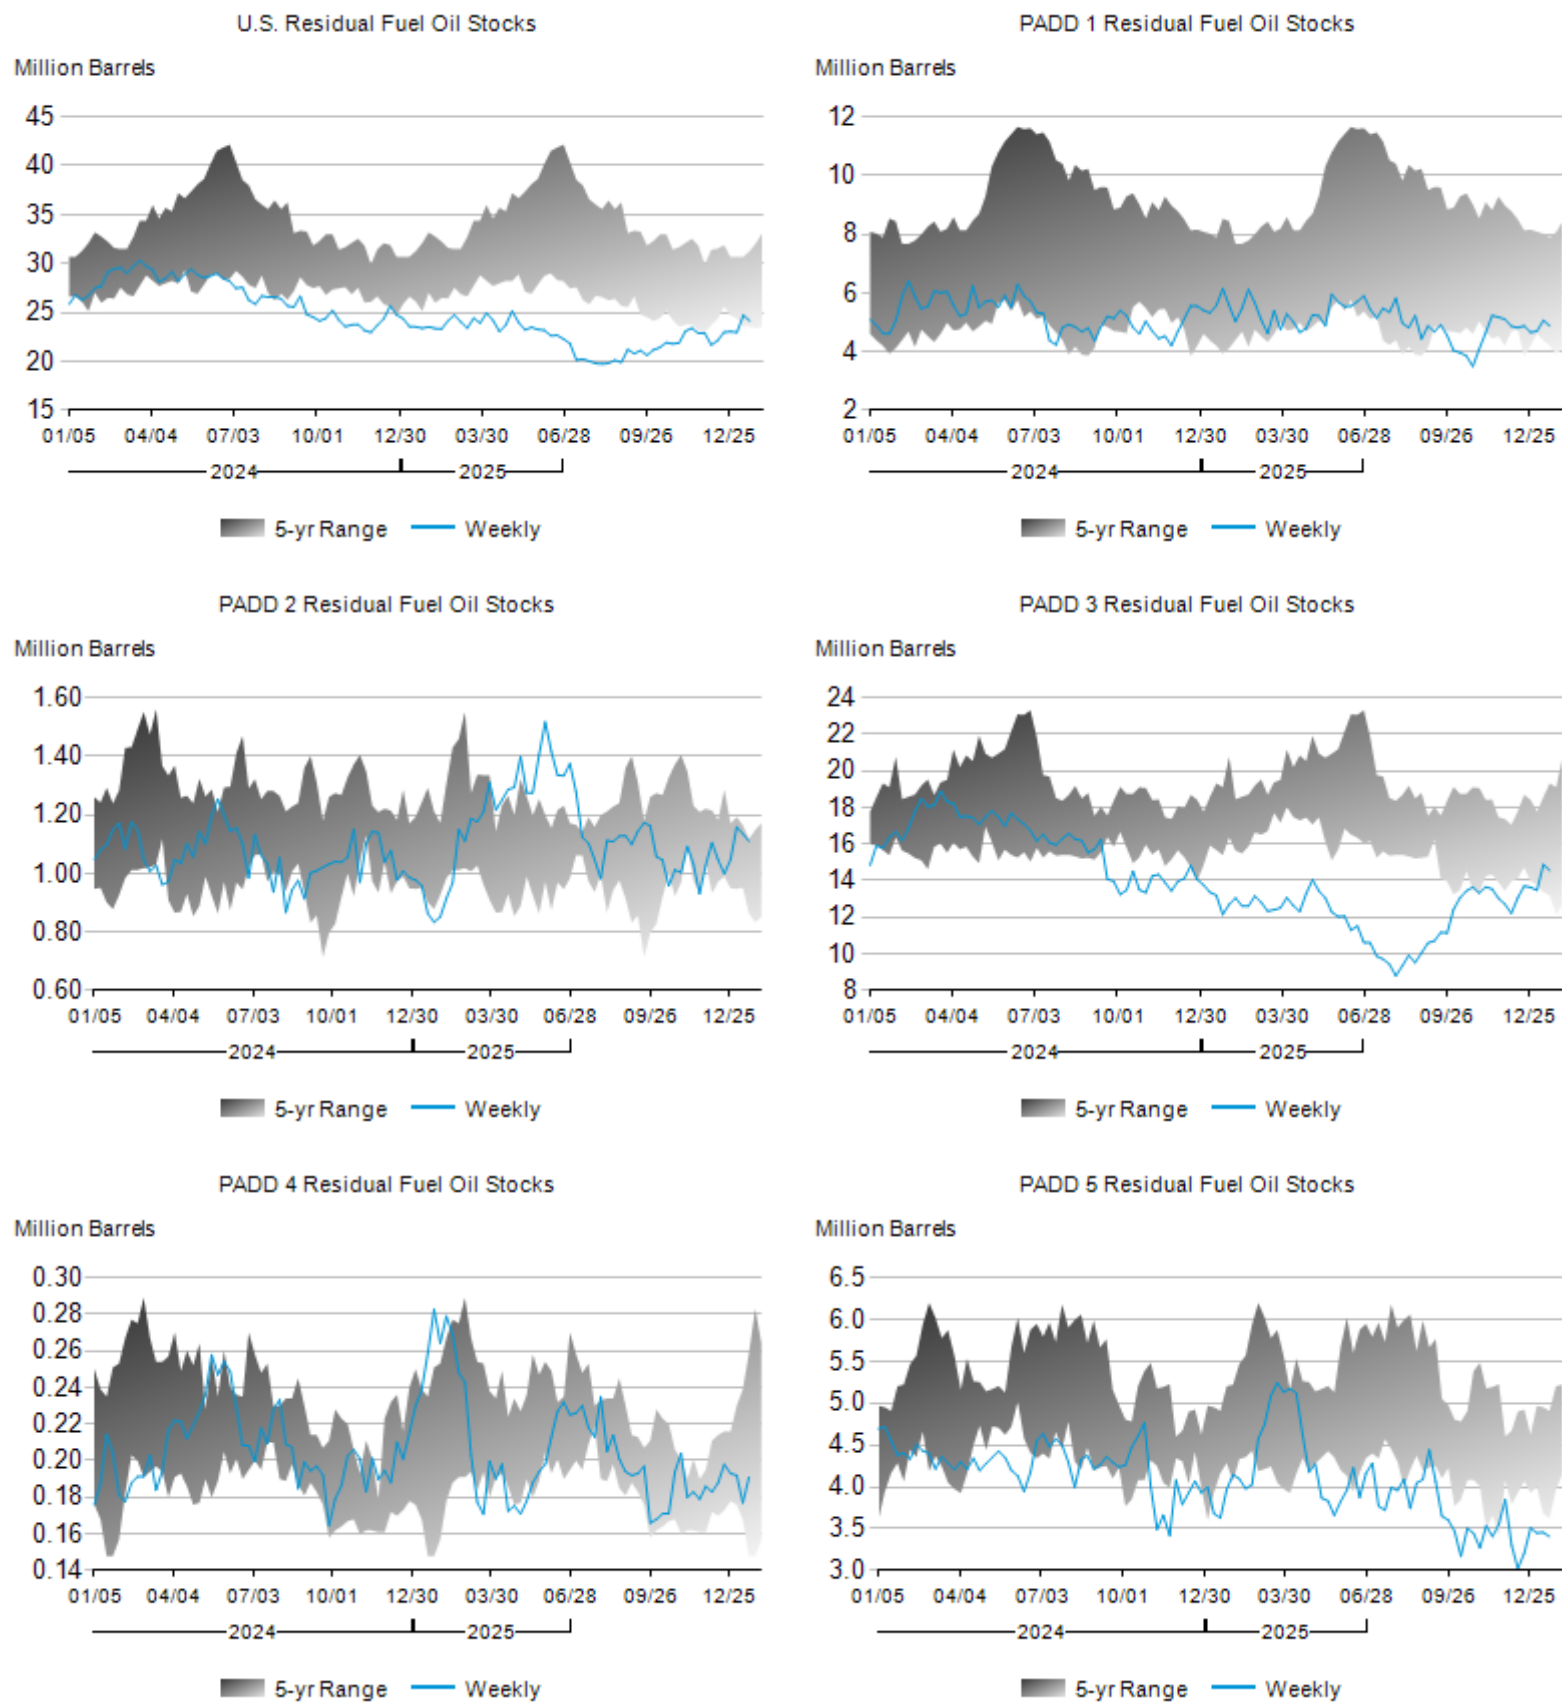 U.S. Residual Fuel Oil Stocks
Million Barrels
45
40
35
30
25
20
15
01/05 04/04 07/03 10/01 12/30 03/30 06/28 09/26 12/25
2024 2025
5-yr Range Weekly
PADD 1 Residual Fuel Oil Stocks
Million Barrels
12
10
8
6
4
2
01/05 04/04 07/03 10/01 12/30 03/30 06/28 09/26 12/25
2024 2025
5-yr Range Weekly
PADD 2 Residual Fuel Oil Stocks
Million Barrels
1.60
1.40
1.20
1.00
0.80
0.60
01/05 04/04 07/03 10/01 12/30 03/30 06/28 09/26 12/25
2024 2025
5-yr Range Weekly
PADD 3 Residual Fuel Oil Stocks
Million Barrels
24
22
20
18
16
14
12
10
8
01/05 04/04 07/03 10/01 12/30 03/30 06/28 09/26 12/25
2024 2025
5-yr Range Weekly
PADD 4 Residual Fuel Oil Stocks
Million Barrels
0.30
0.28
0.26
0.24
0.22
0.20
0.18
0.16
0.14
01/05 04/04 07/03 10/01 12/30 03/30 06/28 09/26 12/25
2024 2025
5-yr Range Weekly
PADD 5 Residual Fuel Oil Stocks
Million Barrels
6.5
6.0
5.5
5.0
4.5
4.0
3.5
3.0
01/05 04/04 07/03 10/01 12/30 03/30 06/28 09/26 12/25
2024 2025
5-yr Range Weekly